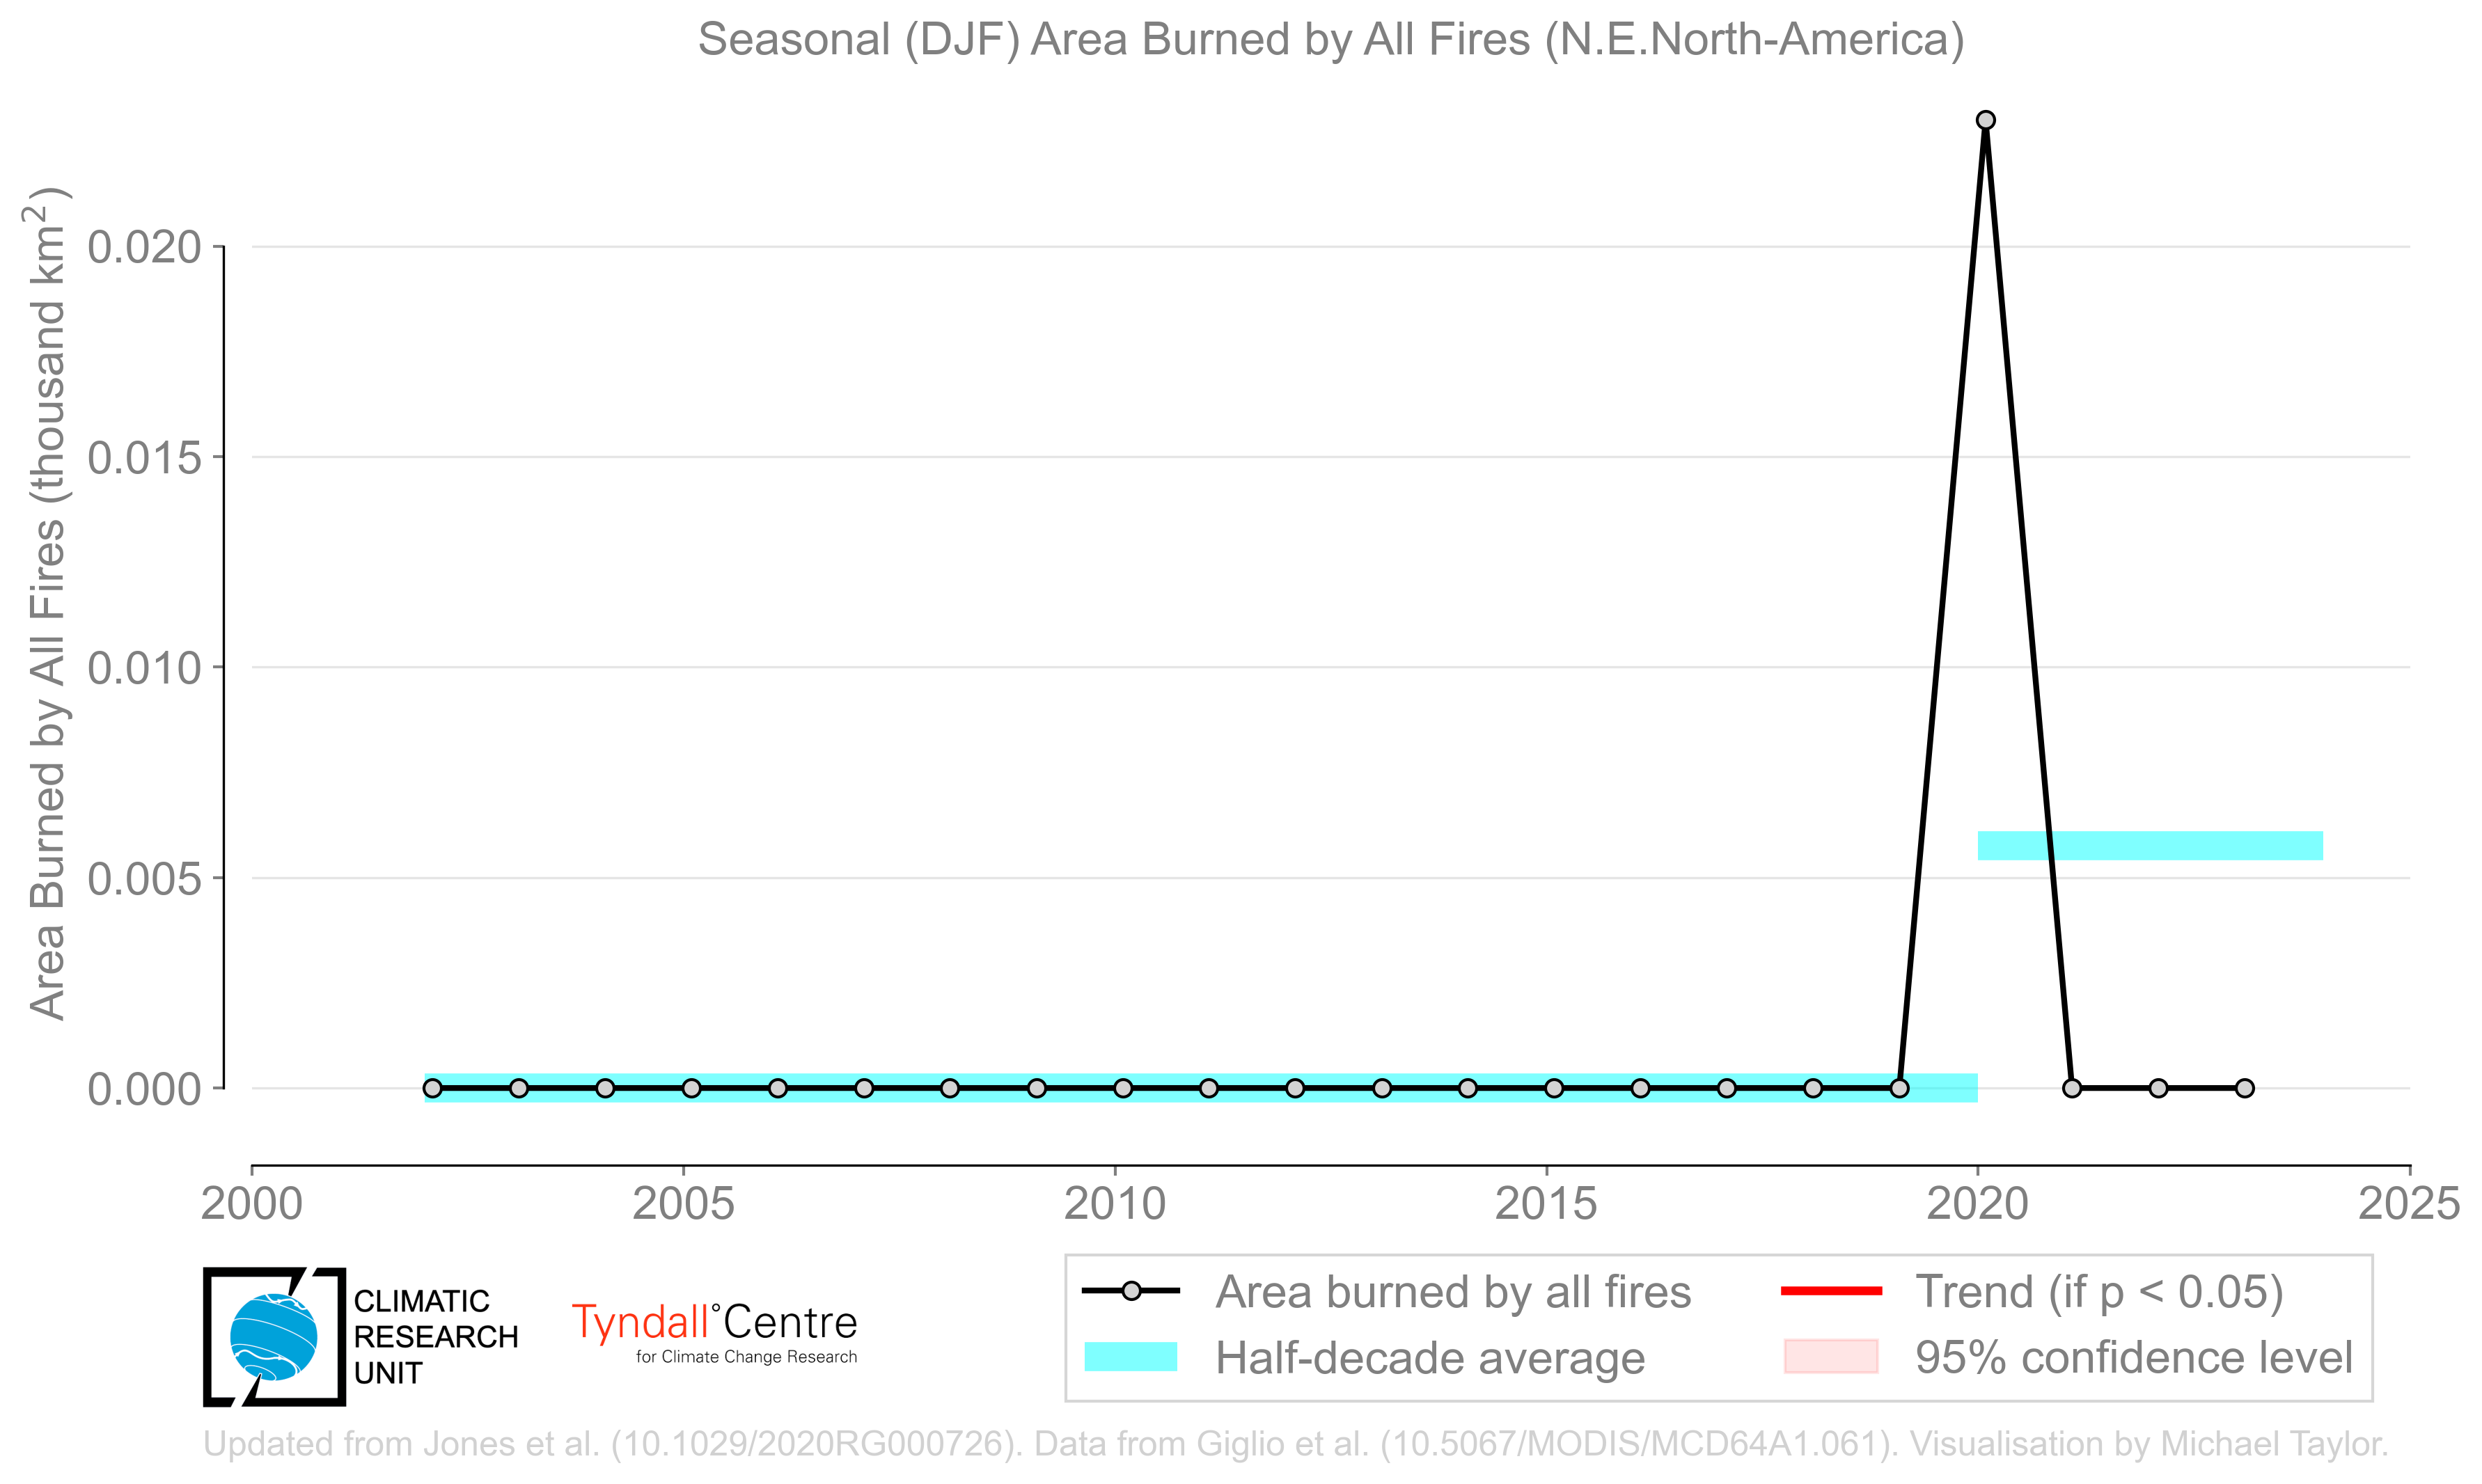 Seasonal (DJF) Area Burned by All Fires (N.E.North-America)
Area Burned by All Fires (thousand km²)
0.020
0.015
0.010
0.005
0.000
2000 2005 2010 2015 2020 2025
CLIMATIC
RESEARCH
UNIT
Tyndall°Centre
for Climate Change Research
Area burned by all fires
Half-decade average
Trend (if p < 0.05)
95% confidence level
Updated from Jones et al. (10.1029/2020RG000726). Data from Giglio et al. (10.5067/MODIS/MCD64A1.061). Visualisation by Michael Taylor.